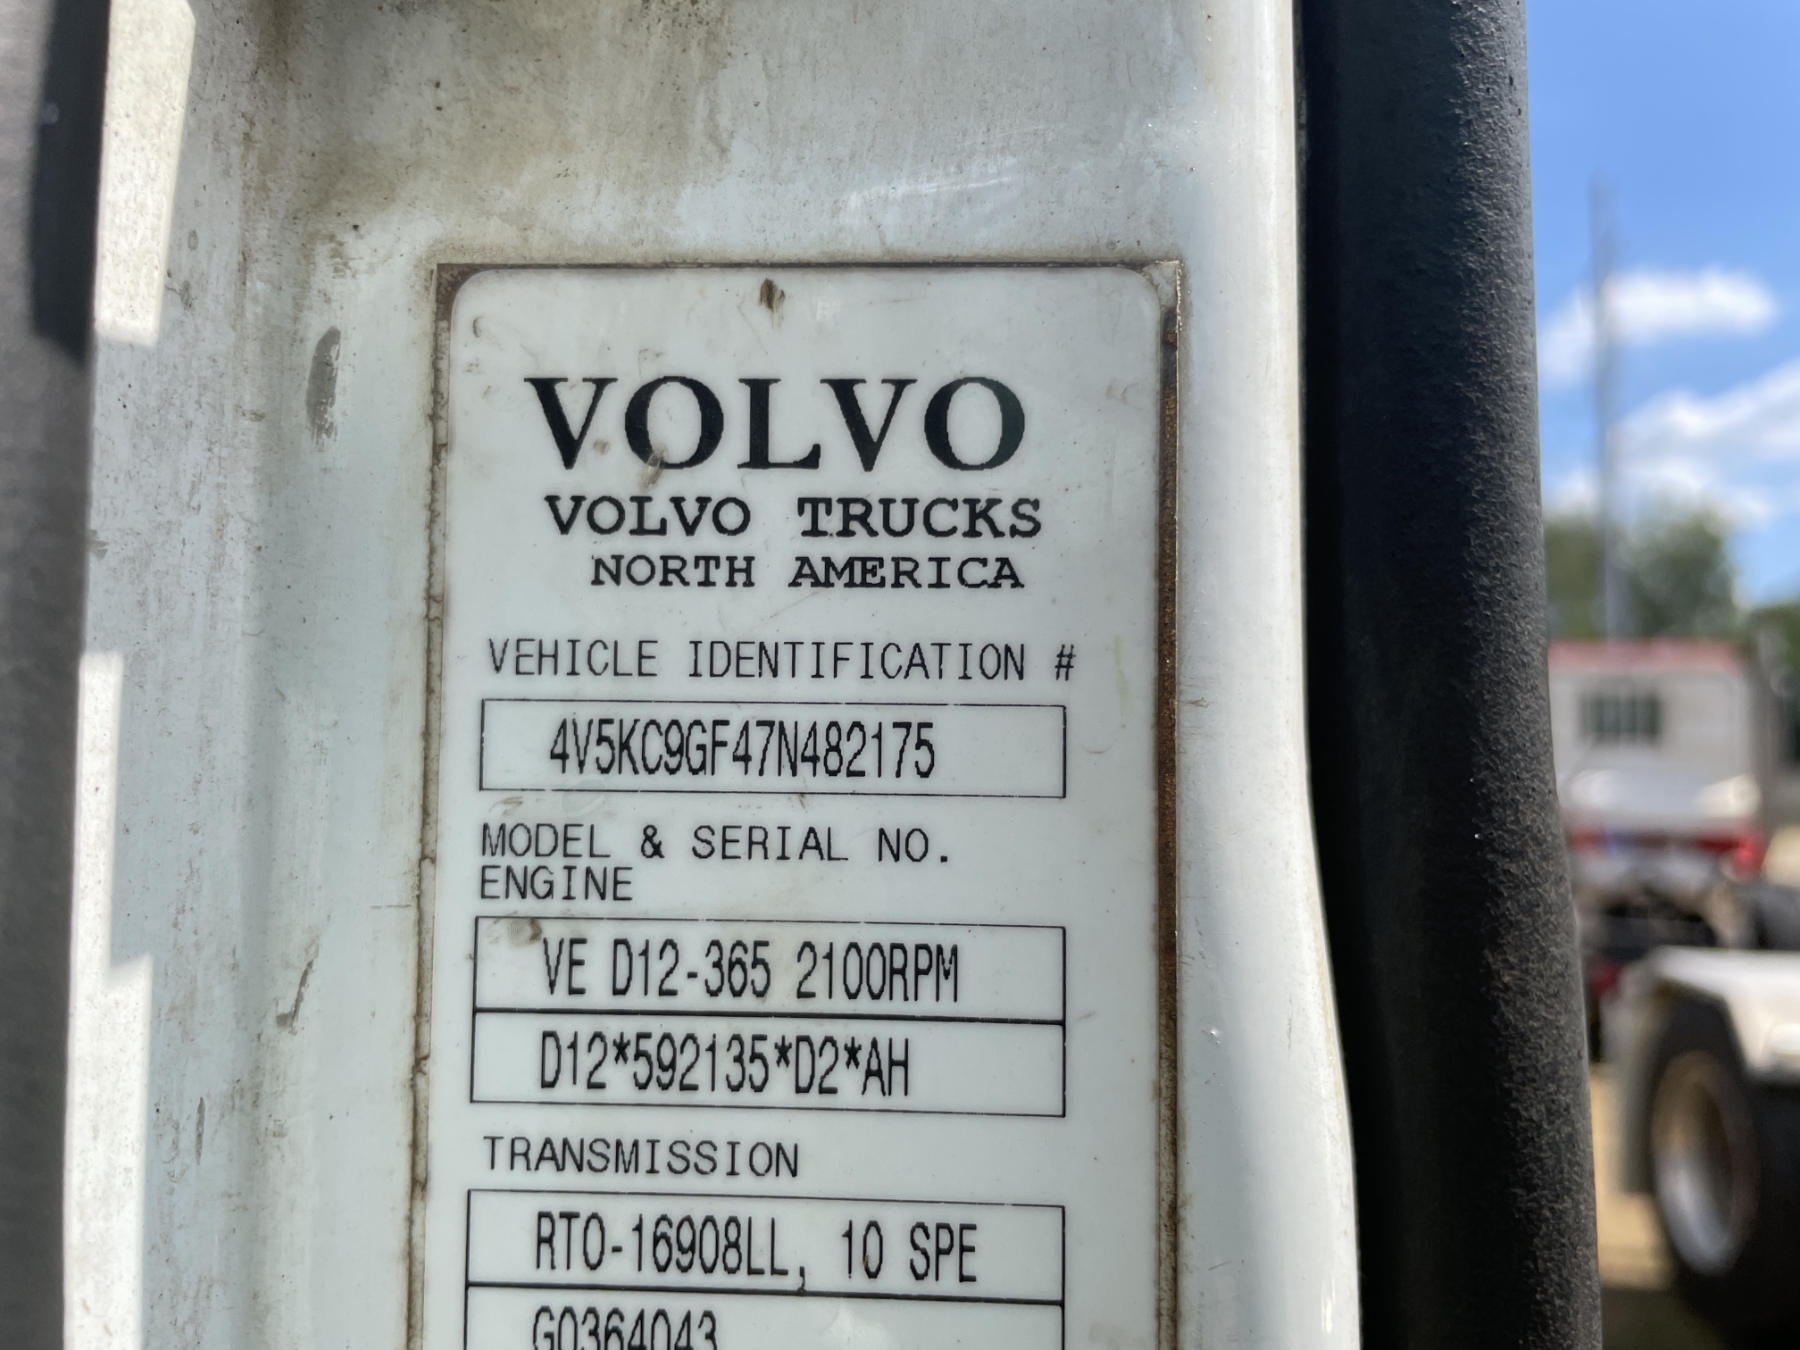 VOLVO
VOLVO TRUCKS
NORTH AMERICA
VEHICLE IDENTIFICATION #
4V5KC9GF47N482175
MODEL & SERIAL NO.
ENGINE
VE D12-365 2100RPM
D12*592135*D2*AH
TRANSMISSION
RTO-16908LL, 10 SPE
G0364043